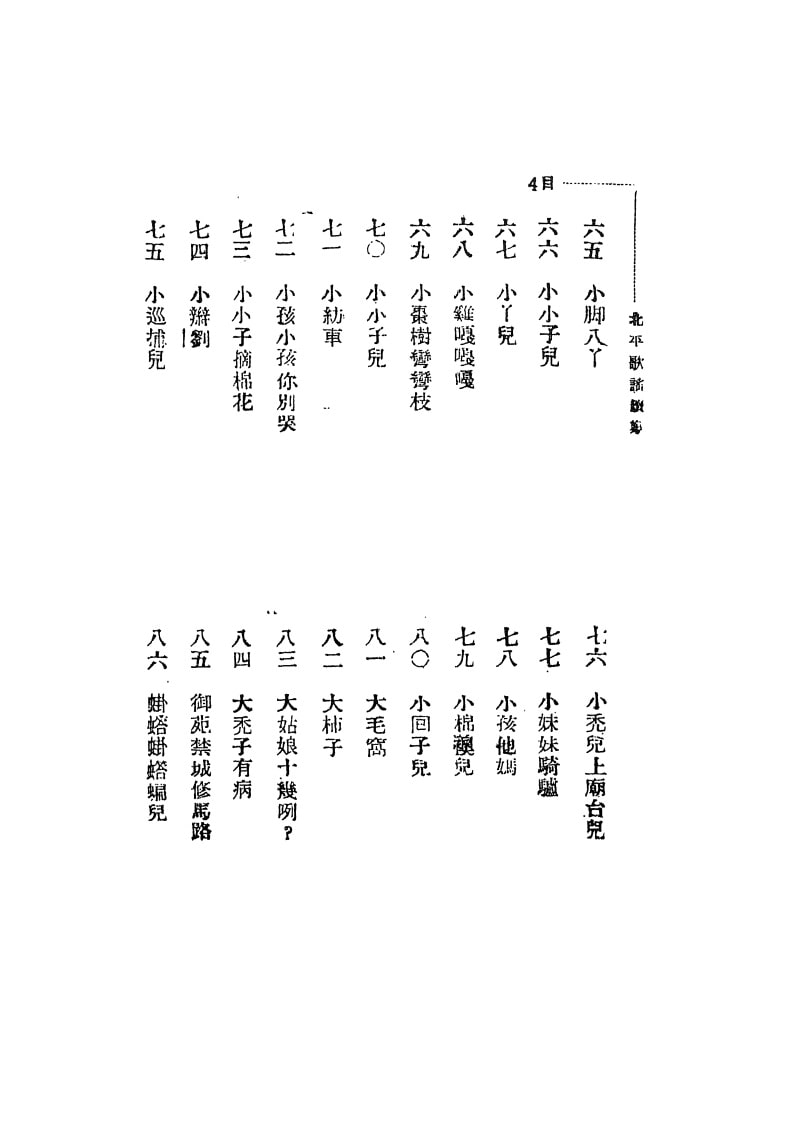 目4
北平歌謠續集
六五 小脚八丫
六六 小小子兒
六七 小丫兒
六八 小雞嘎嘎嘎
六九 小棗樹彎彎枝
七〇 小小子兒
七一 小紡車
七二 小孩小孩你別哭
七三 小小子摘棉花
七四 小辮劉
七五 小巡捕兒
七六 小禿兒上廟台兒
七七 小妹妹騎驢
七八 小孩他媽
七九 小棉襖兒
八〇 小回子兒
八一 大毛窩
八二 大柿子
八三 大姑娘十幾咧?
八四 大禿子有病
八五 御苑禁城修馬路
八六 蛨蟧蛨蟧蝙兒